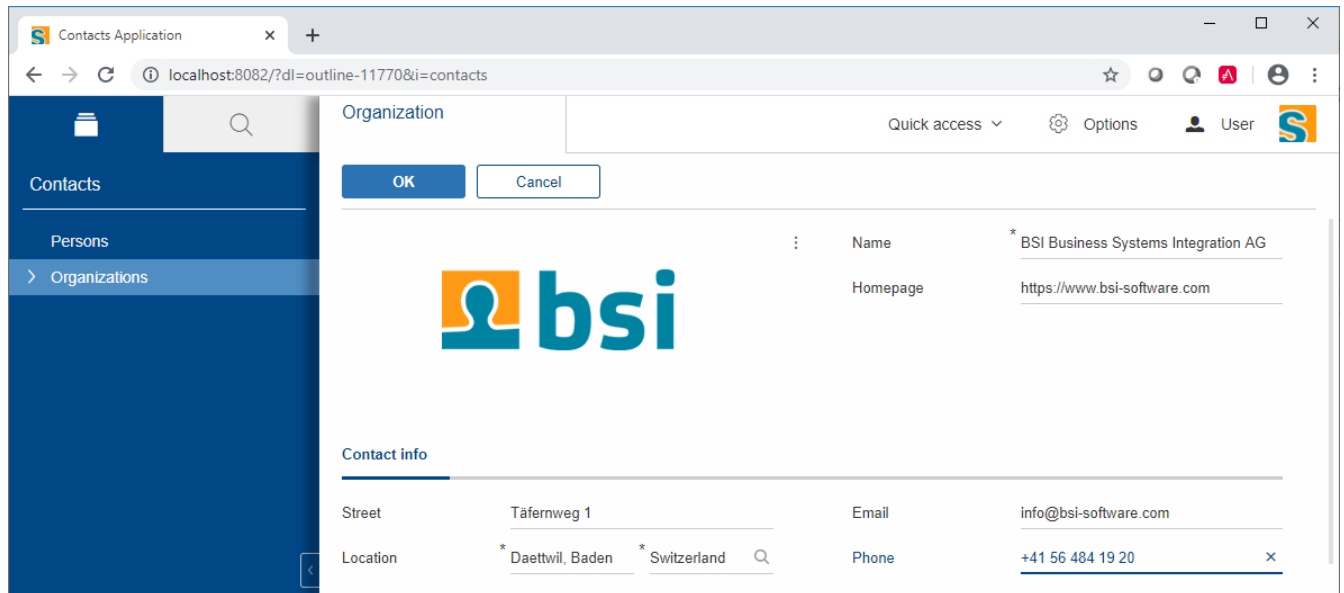 Contacts Application
localhost:8082/?dl=outline-11770&i=contacts
Organization
Quick access
Options
User
Contacts
OK
Cancel
Persons
Organizations
bsi
Name * BSI Business Systems Integration AG
Homepage https://www.bsi-software.com
Contact info
Street Täfernweg 1
Email info@bsi-software.com
Location * Daettwil, Baden * Switzerland
Phone +41 56 484 19 20